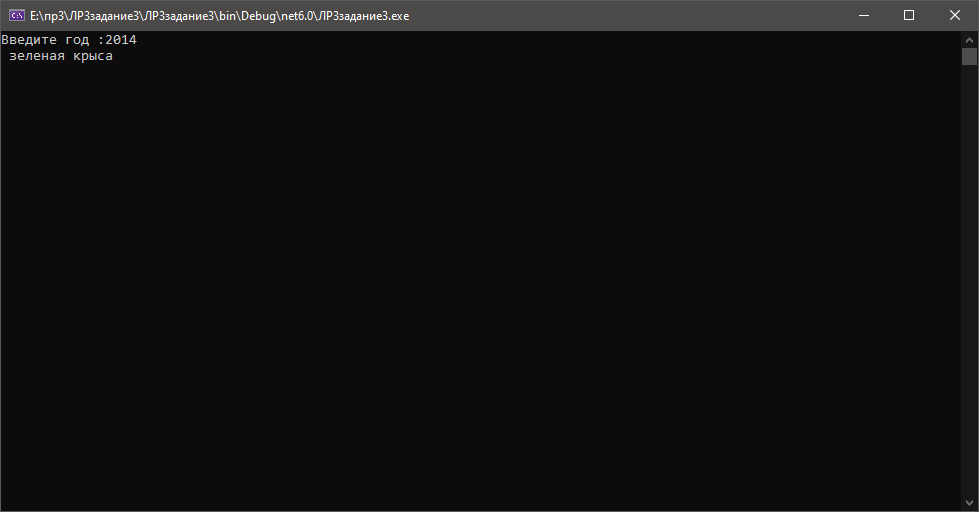 E:\пр3\ЛР3задание3\ЛР3задание3\bin\Debug\net6.0\ЛР3задание3.exe
Введите год :2014
зеленая крыса